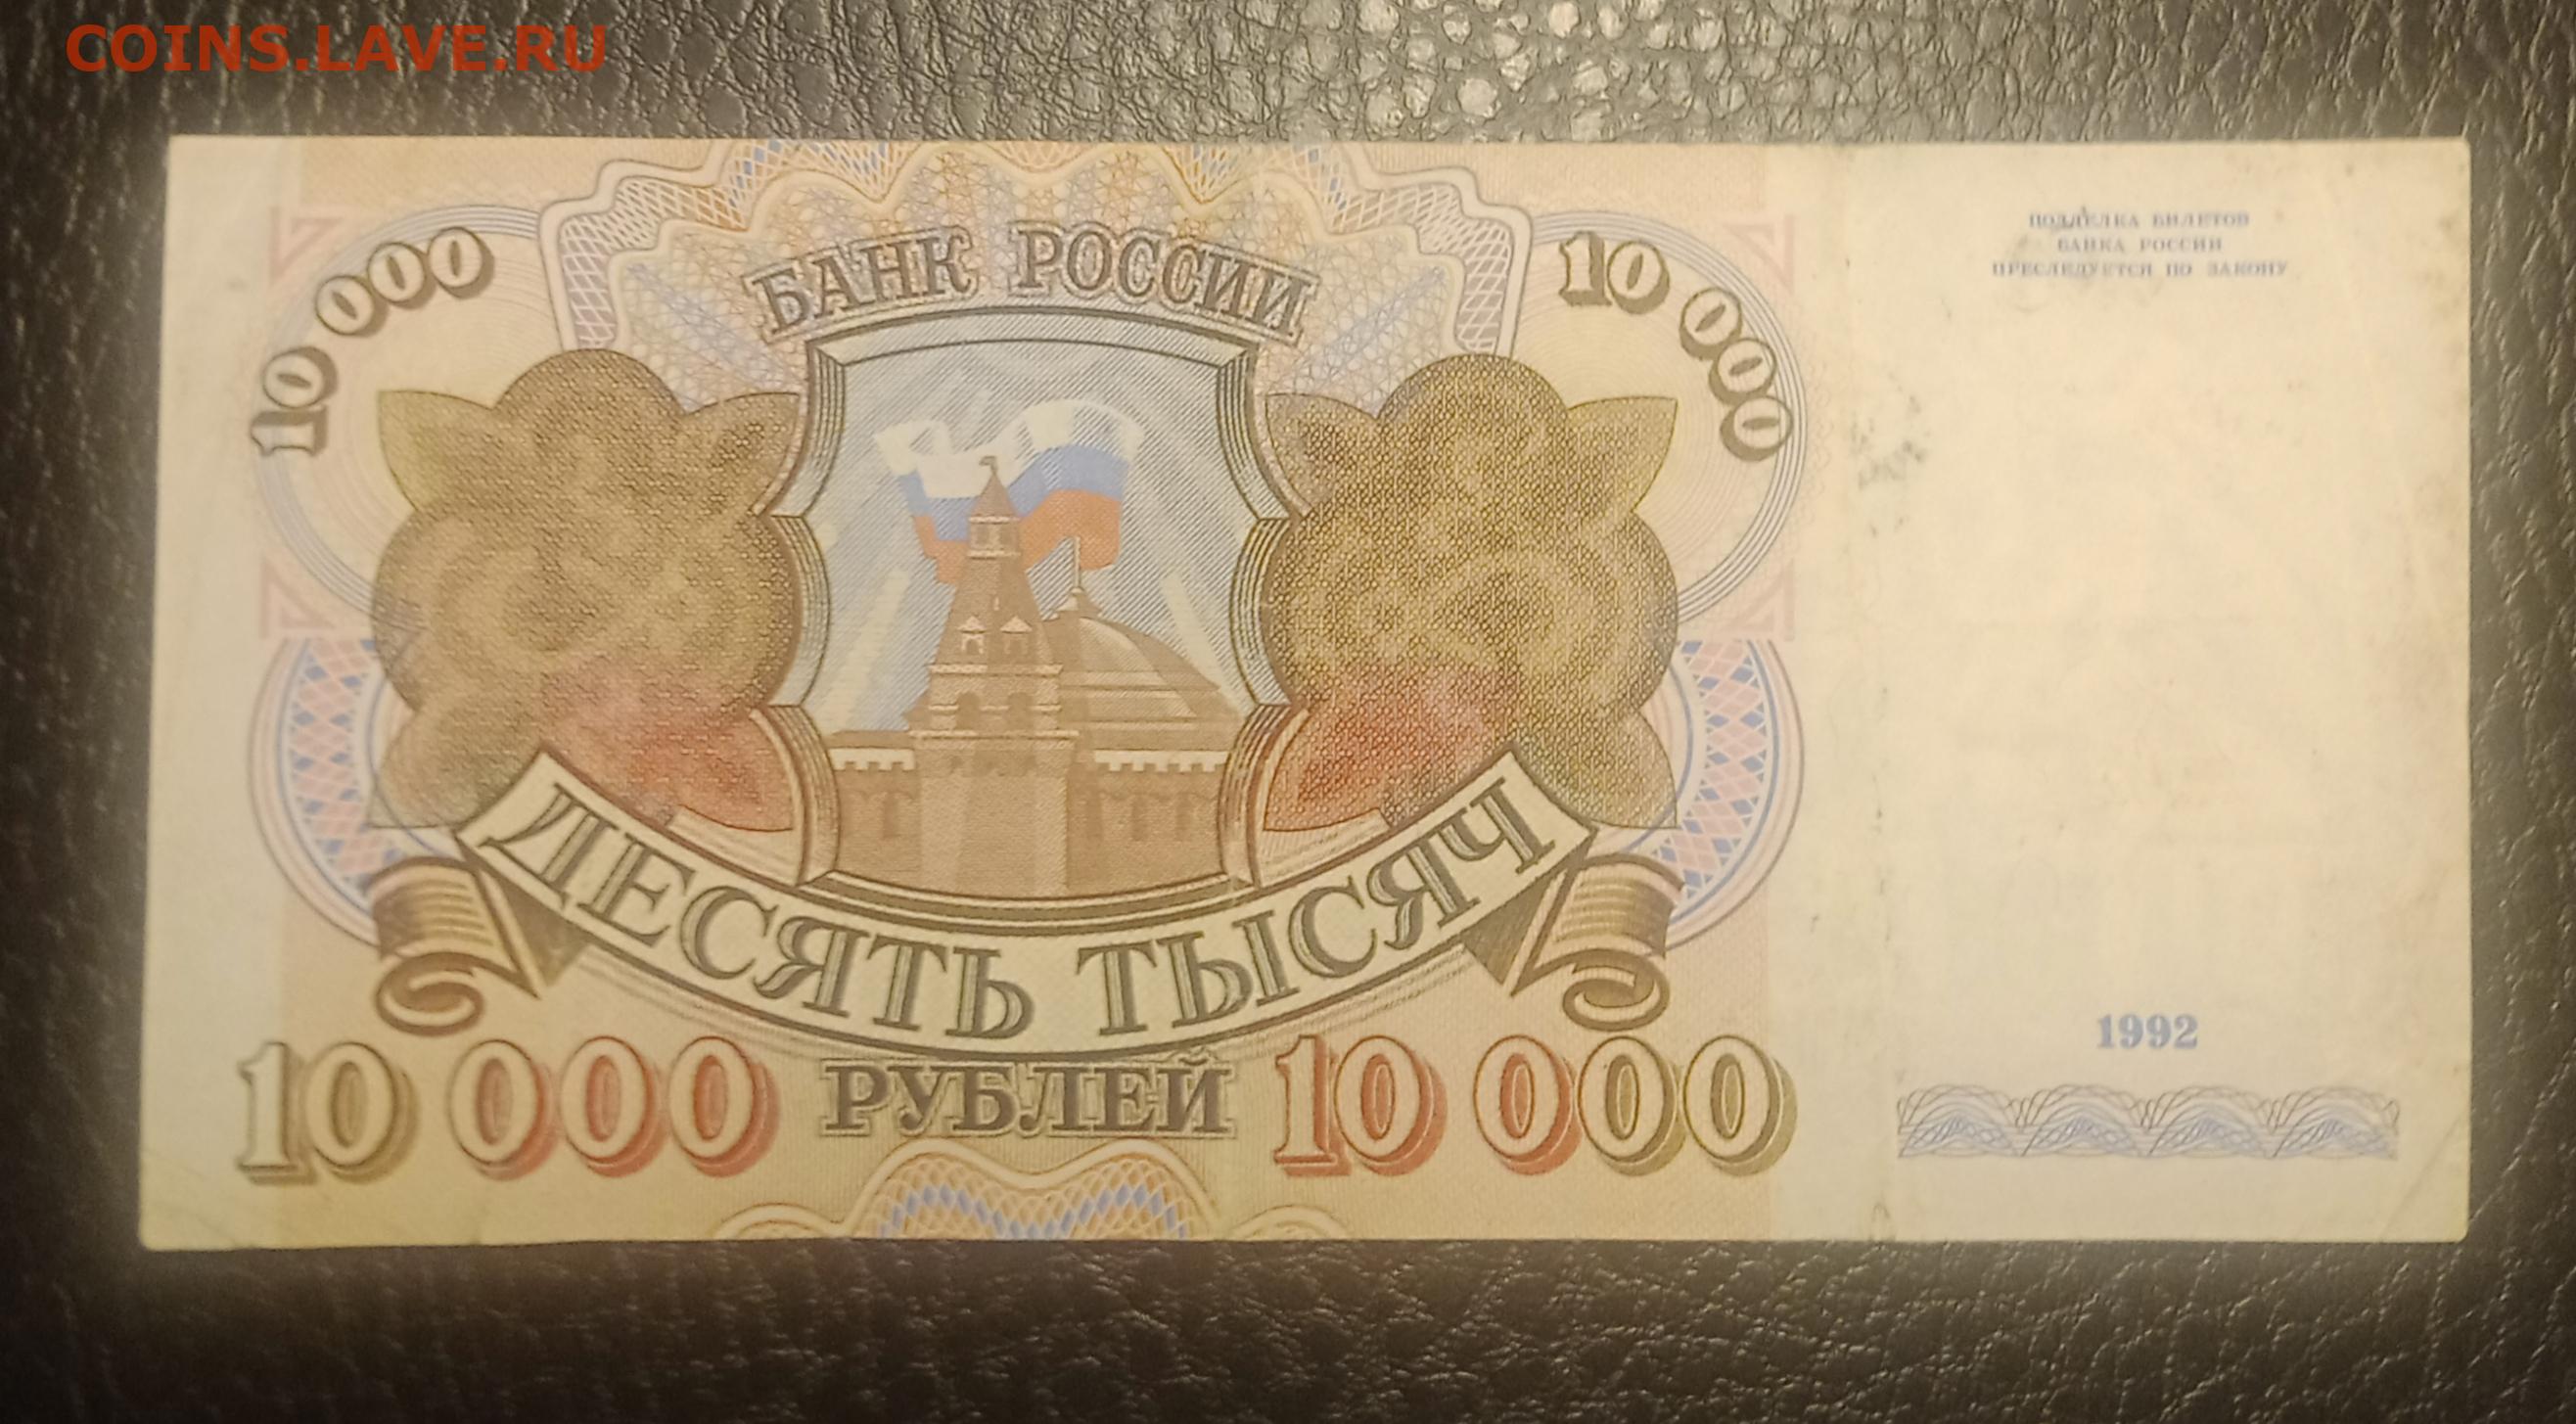 COINS.LAVE.RU
ПОДДЕЛКА БИЛЕТОВ
БАНКА РОССИИ
ПРЕСЛЕДУЕТСЯ ПО ЗАКОНУ
10 000
БАНК РОССИИ
10 000
ДЕСЯТЬ ТЫСЯЧ
1992
10 000
РУБЛЕЙ
10 000